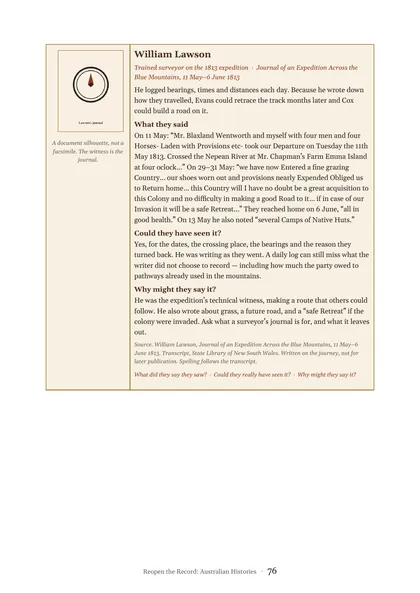 William Lawson
Trained surveyor on the 1813 expedition · Journal of an Expedition Across the
Blue Mountains, 11 May–6 June 1813
He logged bearings, times and distances each day. Because he wrote down
how they travelled, Evans could retrace the track months later and Cox
could build a road on it.
What they said
On 11 May: “Mr. Blaxland Wentworth and myself with four men and four
Horses- Laden with Provisions etc- took our Departure on Tuesday the 11th
May 1813. Crossed the Nepean River at Mr. Chapman’s Farm Emu Island
at four oclock…” On 29–31 May: “we have now Entered a fine grazing
Country… our shoes worn out and provisions nearly Expended Obliged us
to Return home… this Country will I have no doubt be a great acquisition to
this Colony and no difficulty in making a good Road to it… if in case of our
Invasion it will be a safe Retreat…” They reached home on 6 June, “all in
good health.” On 13 May he also noted “several Camps of Native Huts.”
Could they have seen it?
Yes, for the dates, the crossing place, the bearings and the reason they
turned back. He was writing as they went. A daily log can still miss what the
writer did not choose to record — including how much the party owed to
pathways already used in the mountains.
Why might they say it?
He was the expedition’s technical witness, making a route that others could
follow. He also wrote about grass, a future road, and a “safe Retreat” if the
colony were invaded. Ask what a surveyor’s journal is for, and what it leaves
out.
Source. William Lawson, Journal of an Expedition Across the Blue Mountains, 11 May–6
June 1813. Transcript, State Library of New South Wales. Written on the journey, not for
later publication. Spelling follows the transcript.
What did they say they saw? · Could they really have seen it? · Why might they say it?
Lawson's journal
A document silhouette, not a
facsimile. The witness is the
journal.
Reopen the Record: Australian Histories · 76